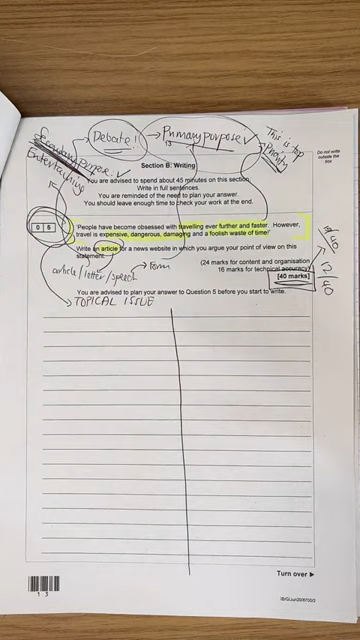 Debate!! → Primary purpose ✓
13
This is top
Priority
Secondary purpose. ✓
Entertaining
Do not write
outside the
box
Section B: Writing
You are advised to spend about 45 minutes on this section.
Write in full sentences.
You are reminded of the need to plan your answer.
You should leave enough time to check your work at the end.
0 5
'People have become obsessed with travelling ever further and faster. However,
travel is expensive, dangerous, damaging and a foolish waste of time!'
Write an article for a news website in which you argue your point of view on this
statement.
article/letter/speech → Form
(24 marks for content and organisation
16 marks for technical accuracy)
[40 marks]
12/40
You are advised to plan your answer to Question 5 before you start to write.
→ TOPICAL ISSUE
Turn over ►
1 3
IB/G/Jun20/8700/2